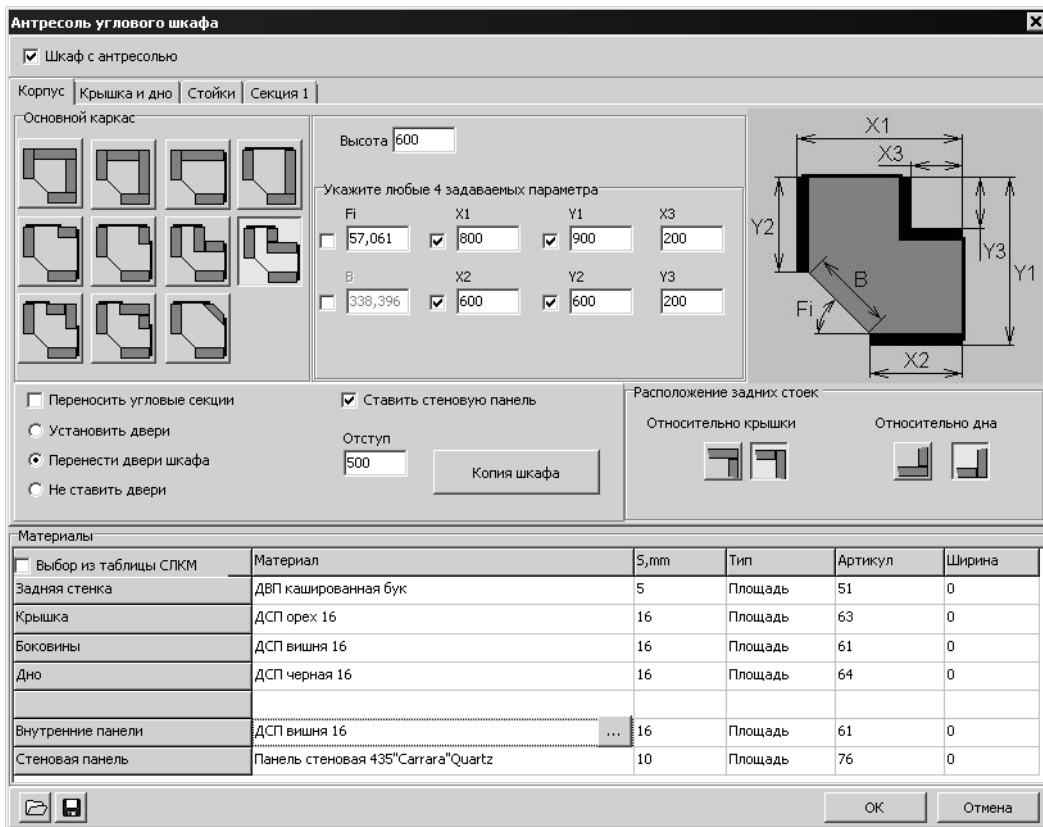 Антресоль углового шкафа
Шкаф с антресолью
Корпус Крышка и дно Стойки Секция 1
Основной каркас
Высота 600
Укажите любые 4 задаваемых параметра
Fi X1 Y1 X3
57,061 800 900 200
B X2 Y2 Y3
338,396 600 600 200
X1
X3
Y2
Y3
Y1
B
Fi
X2
Переносить угловые секции
Установить двери
Перенести двери шкафа
Не ставить двери
Ставить стеновую панель
Отступ
500
Копия шкафа
Расположение задних стоек
Относительно крышки Относительно дна
Материалы
Выбор из таблицы СЛКМ Материал S,mm Тип Артикул Ширина
Задняя стенка ДВП кашированная бук 5 Площадь 51 0
Крышка ДСП орех 16 16 Площадь 63 0
Боковины ДСП вишня 16 16 Площадь 61 0
Дно ДСП черная 16 16 Площадь 64 0
Внутренние панели ДСП вишня 16 ... 16 Площадь 61 0
Стеновая панель Панель стеновая 435"Carrara"Quartz 10 Площадь 76 0
OK Отмена